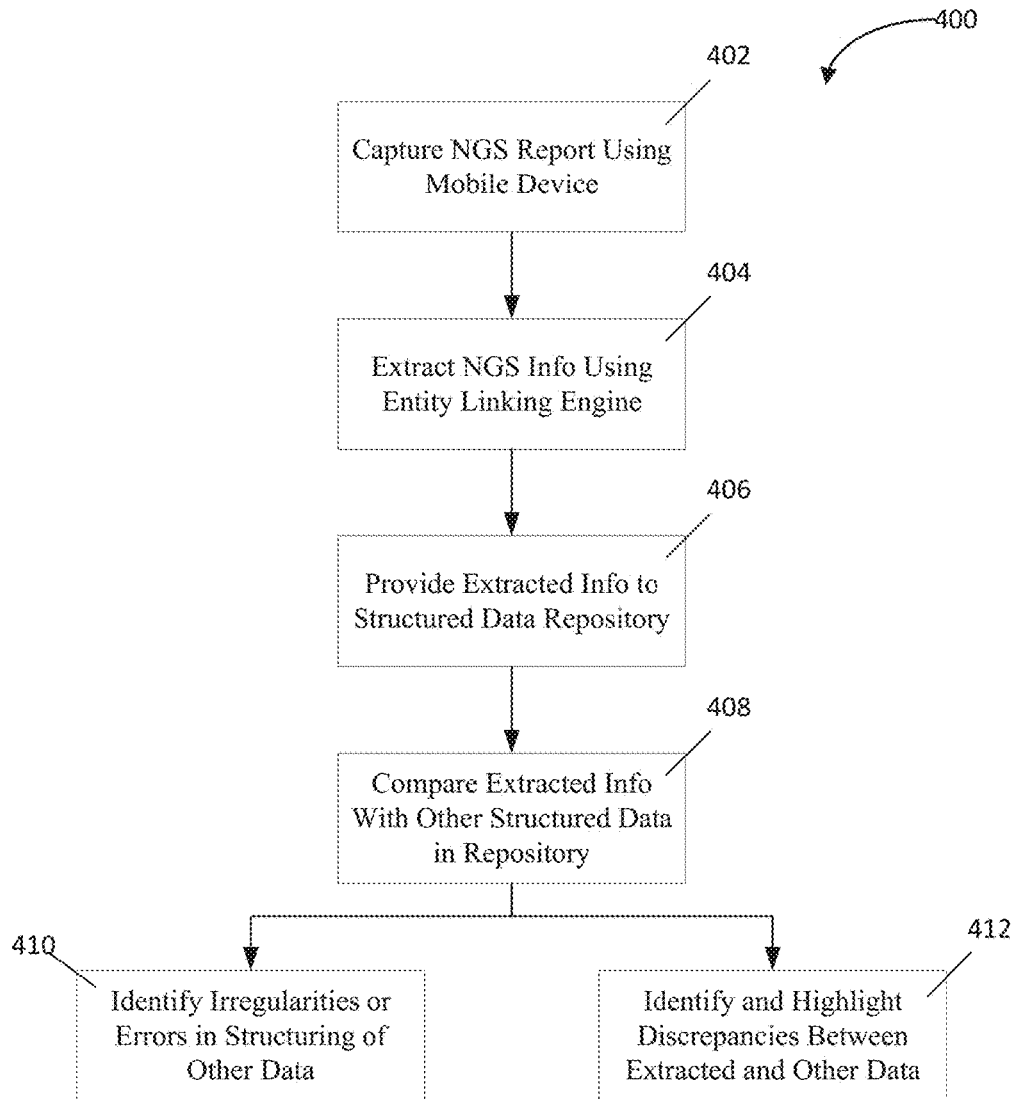 400
402
Capture NGS Report Using
Mobile Device
404
Extract NGS Info Using
Entity Linking Engine
406
Provide Extracted Info to
Structured Data Repository
408
Compare Extracted Info
With Other Structured Data
in Repository
410
Identify Irregularities or
Errors in Structuring of
Other Data
412
Identify and Highlight
Discrepancies Between
Extracted and Other Data